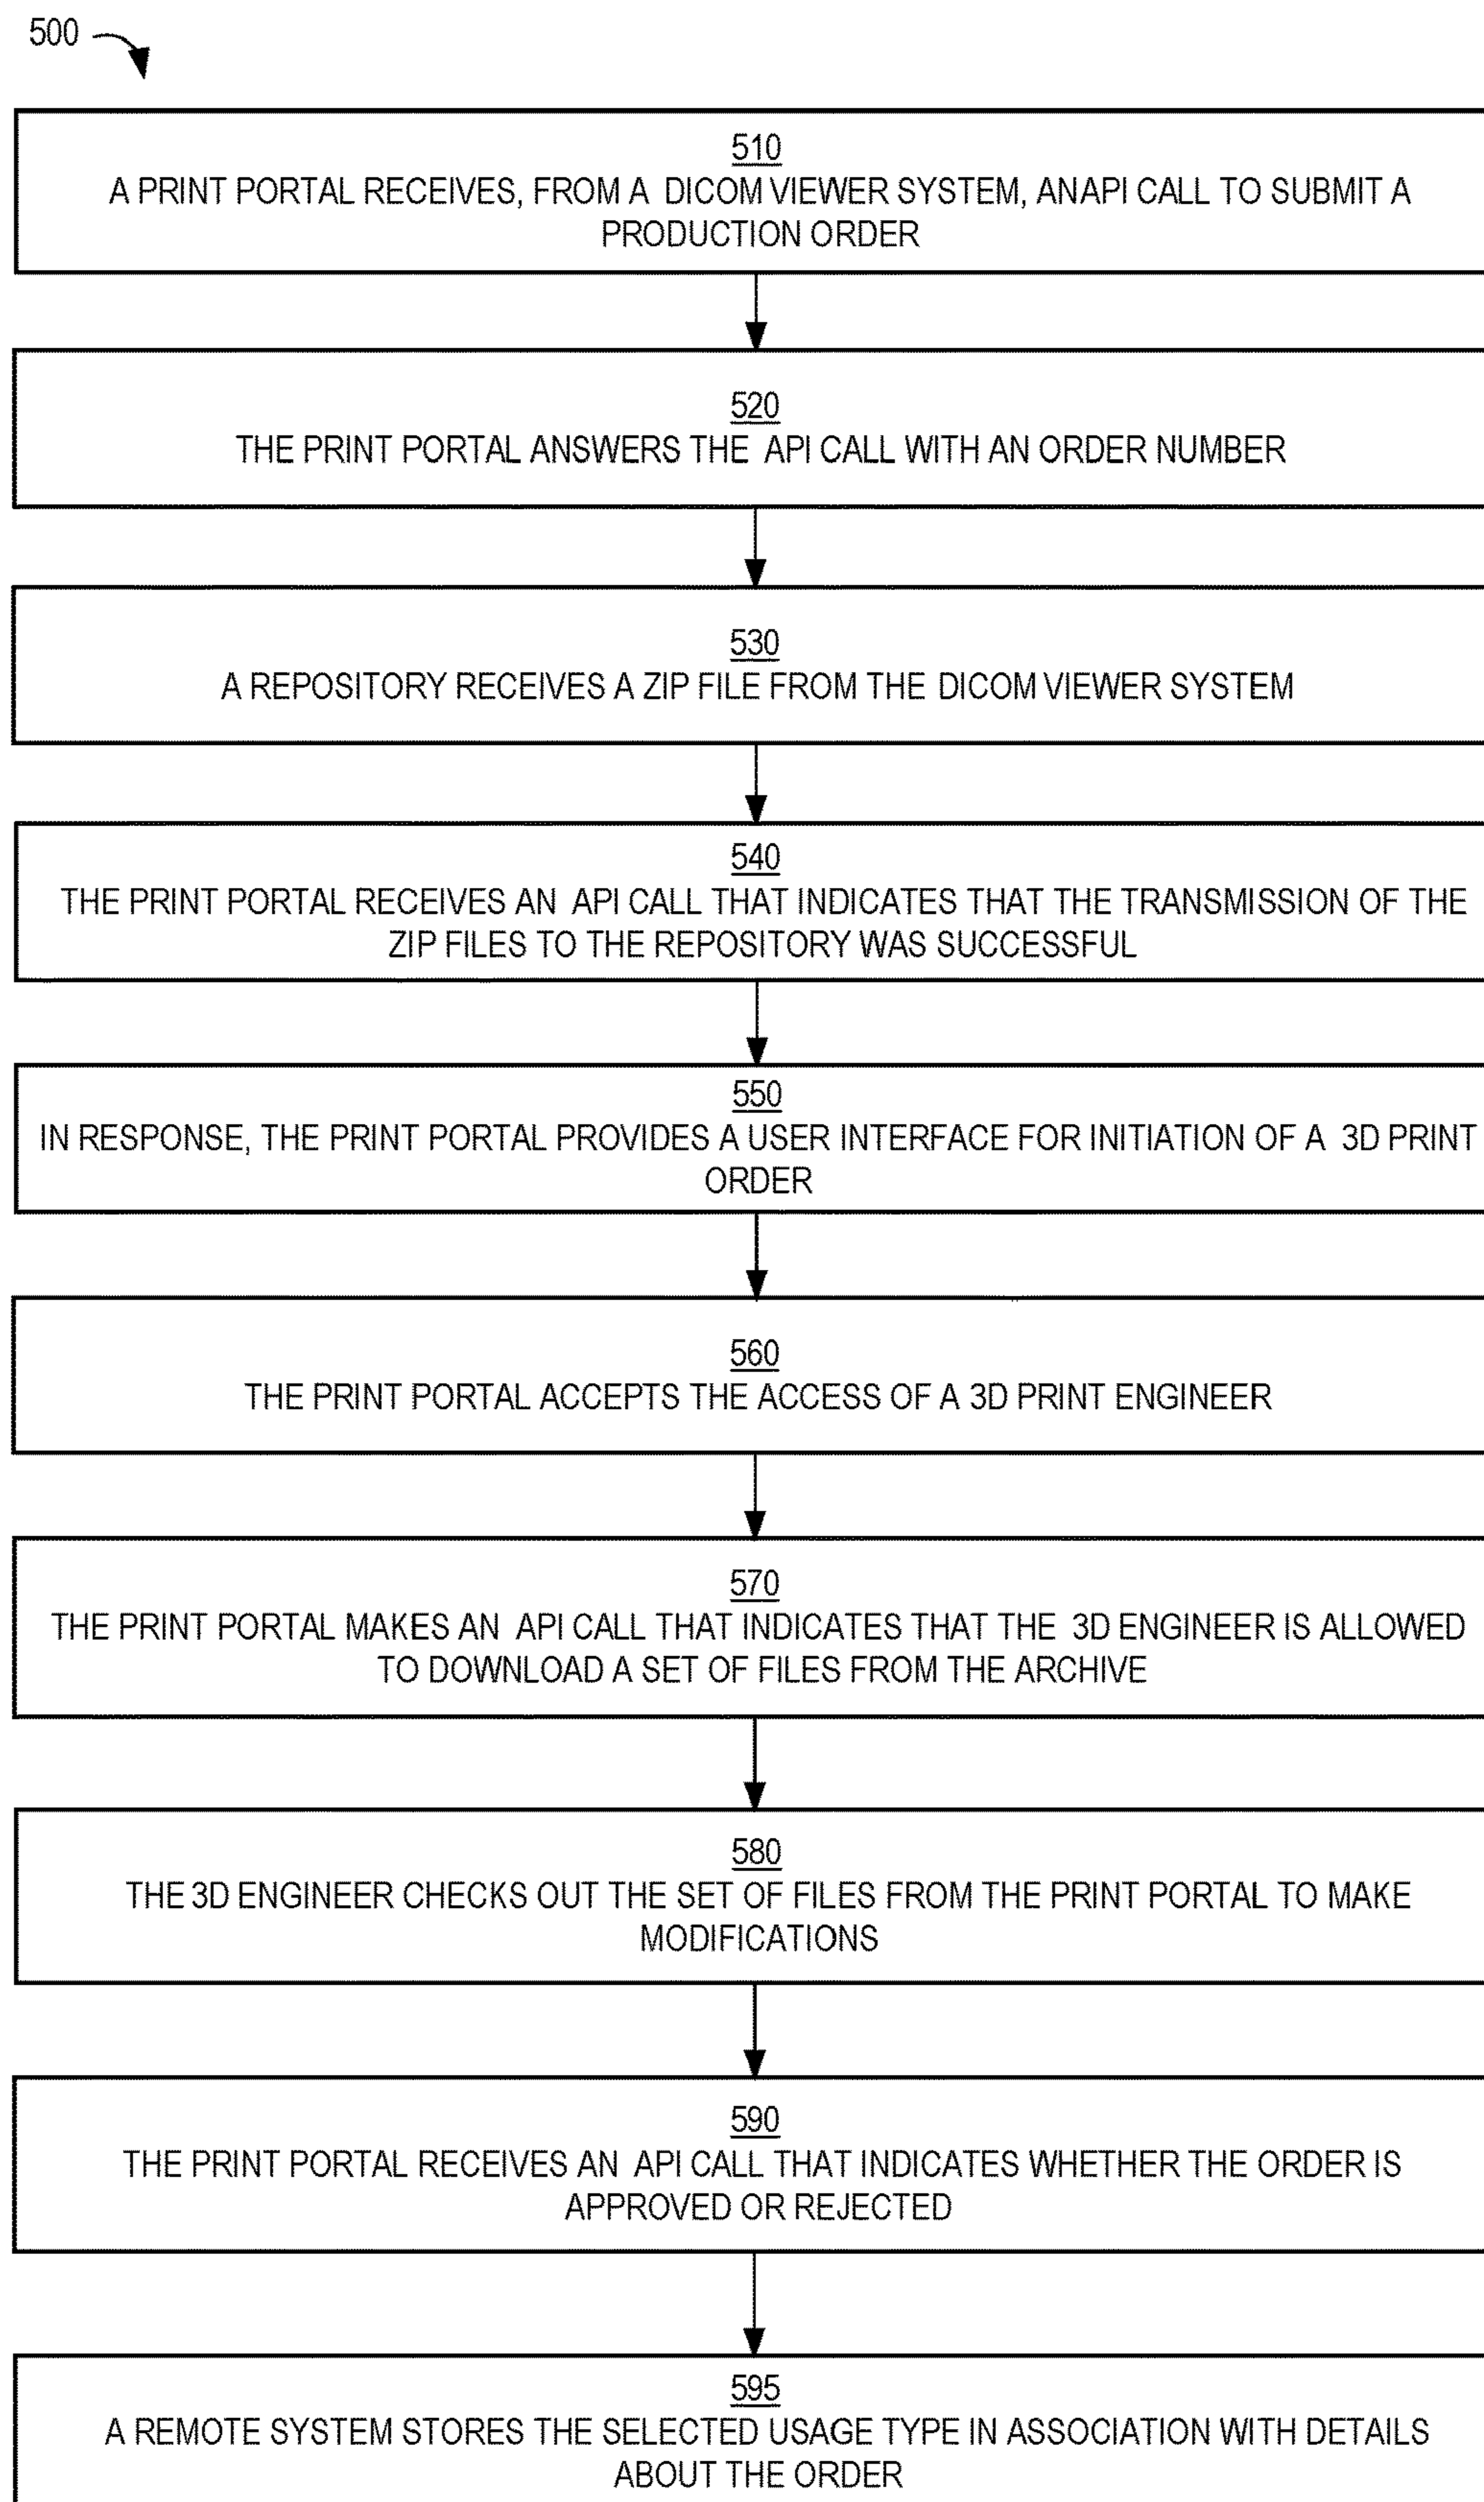 500
510
A PRINT PORTAL RECEIVES, FROM A DICOM VIEWER SYSTEM, ANAPI CALL TO SUBMIT A
PRODUCTION ORDER
520
THE PRINT PORTAL ANSWERS THE API CALL WITH AN ORDER NUMBER
530
A REPOSITORY RECEIVES A ZIP FILE FROM THE DICOM VIEWER SYSTEM
540
THE PRINT PORTAL RECEIVES AN API CALL THAT INDICATES THAT THE TRANSMISSION OF THE
ZIP FILES TO THE REPOSITORY WAS SUCCESSFUL
550
IN RESPONSE, THE PRINT PORTAL PROVIDES A USER INTERFACE FOR INITIATION OF A 3D PRINT
ORDER
560
THE PRINT PORTAL ACCEPTS THE ACCESS OF A 3D PRINT ENGINEER
570
THE PRINT PORTAL MAKES AN API CALL THAT INDICATES THAT THE 3D ENGINEER IS ALLOWED
TO DOWNLOAD A SET OF FILES FROM THE ARCHIVE
580
THE 3D ENGINEER CHECKS OUT THE SET OF FILES FROM THE PRINT PORTAL TO MAKE
MODIFICATIONS
590
THE PRINT PORTAL RECEIVES AN API CALL THAT INDICATES WHETHER THE ORDER IS
APPROVED OR REJECTED
595
A REMOTE SYSTEM STORES THE SELECTED USAGE TYPE IN ASSOCIATION WITH DETAILS
ABOUT THE ORDER